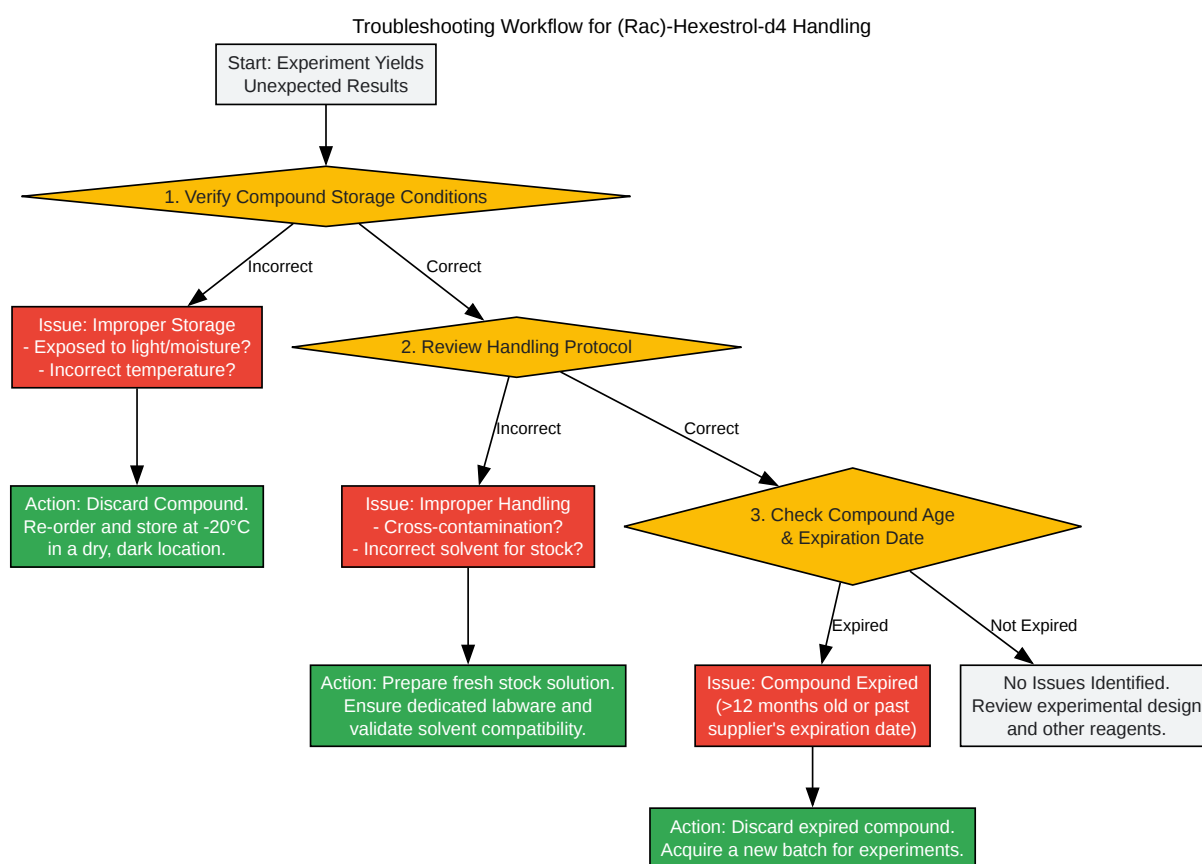 Troubleshooting Workflow for (Rac)-Hexestrol-d4 Handling
Start: Experiment Yields
Unexpected Results
1. Verify Compound Storage Conditions
Incorrect
Correct
Issue: Improper Storage
- Exposed to light/moisture?
- Incorrect temperature?
2. Review Handling Protocol
Incorrect
Correct
Action: Discard Compound.
Re-order and store at -20°C
in a dry, dark location.
Issue: Improper Handling
- Cross-contamination?
- Incorrect solvent for stock?
3. Check Compound Age
& Expiration Date
Expired
Not Expired
Action: Prepare fresh stock solution.
Ensure dedicated labware and
validate solvent compatibility.
Issue: Compound Expired
(>12 months old or past
supplier's expiration date)
No Issues Identified.
Review experimental design
and other reagents.
Action: Discard expired compound.
Acquire a new batch for experiments.